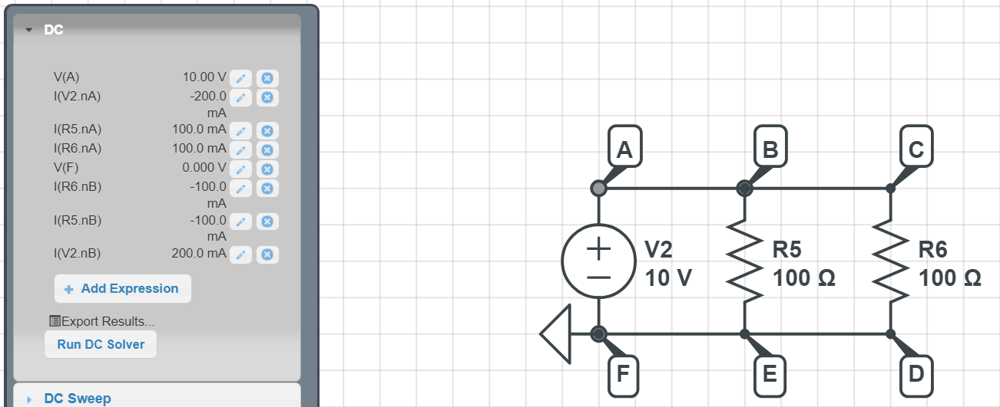 DC
V(A) 10.00 V
I(V2.nA) -200.0
mA
I(R5.nA) 100.0 mA
I(R6.nA) 100.0 mA
V(F) 0.000 V
I(R6.nB) -100.0
mA
I(R5.nB) -100.0
mA
I(V2.nB) 200.0 mA
+ Add Expression
Export Results...
Run DC Solver
DC Sweep
A B C
V2 R5 R6
10 V 100 Ω 100 Ω
F E D